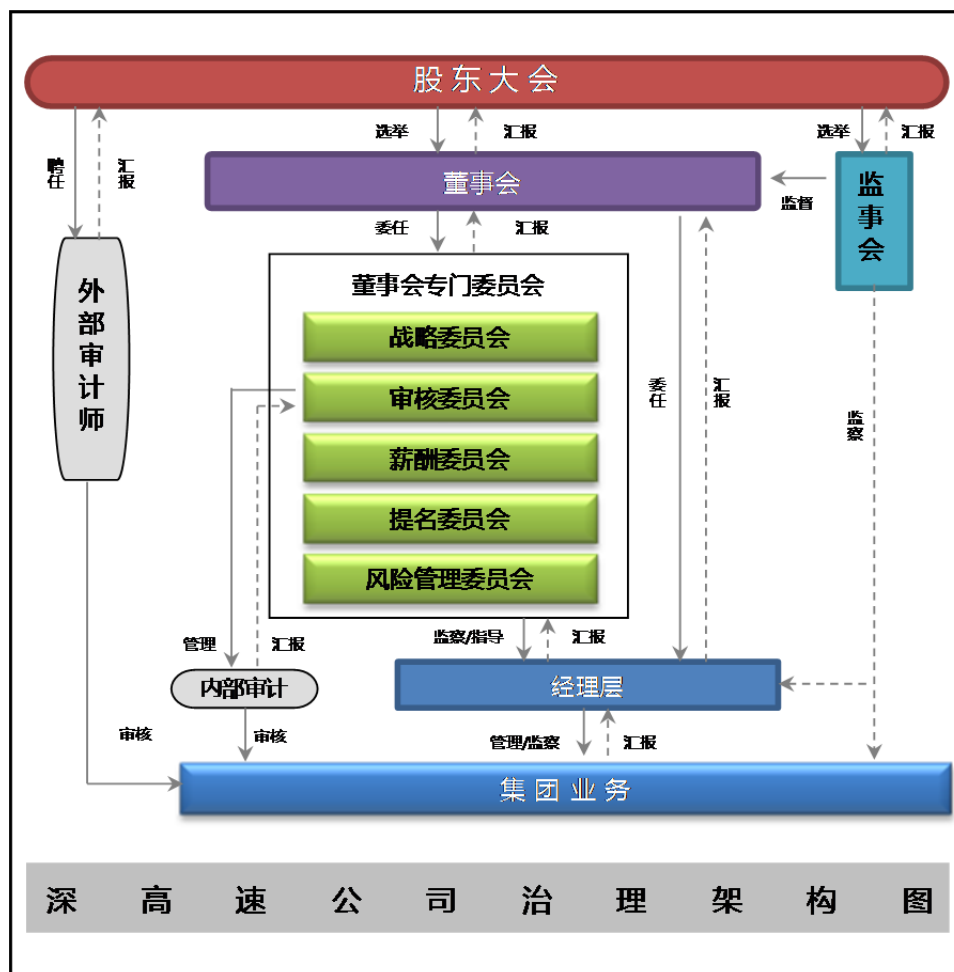 股东大会
选举
汇报
选举
汇报
聘任
汇报
董事会
监事会
监督
委任
汇报
外部审计师
董事会专门委员会
战略委员会
审核委员会
薪酬委员会
提名委员会
风险管理委员会
委任
汇报
监察
管理
汇报
监察/指导
汇报
内部审计
经理层
审核
审核
管理/监察
汇报
集团业务
深高速公司治理架构图